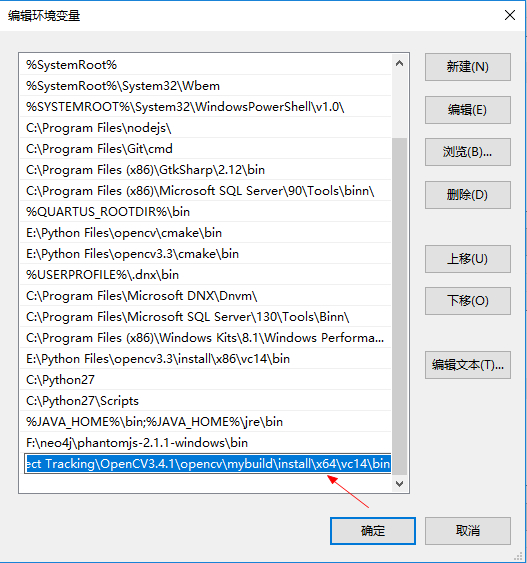 编辑环境变量
%SystemRoot%
%SystemRoot%\System32\Wbem
%SYSTEMROOT%\System32\WindowsPowerShell\v1.0\
C:\Program Files\nodejs\
C:\Program Files\Git\cmd
C:\Program Files (x86)\GtkSharp\2.12\bin
C:\Program Files (x86)\Microsoft SQL Server\90\Tools\binn\
%QUARTUS_ROOTDIR%\bin
E:\Python Files\opencv\cmake\bin
E:\Python Files\opencv3.3\cmake\bin
%USERPROFILE%\.dnx\bin
C:\Program Files\Microsoft DNX\Dnvm\
C:\Program Files\Microsoft SQL Server\130\Tools\Binn\
C:\Program Files (x86)\Windows Kits\8.1\Windows Performa...
E:\Python Files\opencv3.3\install\x86\vc14\bin
C:\Python27
C:\Python27\Scripts
%JAVA_HOME%\bin;%JAVA_HOME%\jre\bin
F:\neo4j\phantomjs-2.1.1-windows\bin
ect Tracking\OpenCV3.4.1\opencv\mybuild\install\x64\vc14\bin
新建(N)
编辑(E)
浏览(B)...
删除(D)
上移(U)
下移(O)
编辑文本(T)...
确定
取消